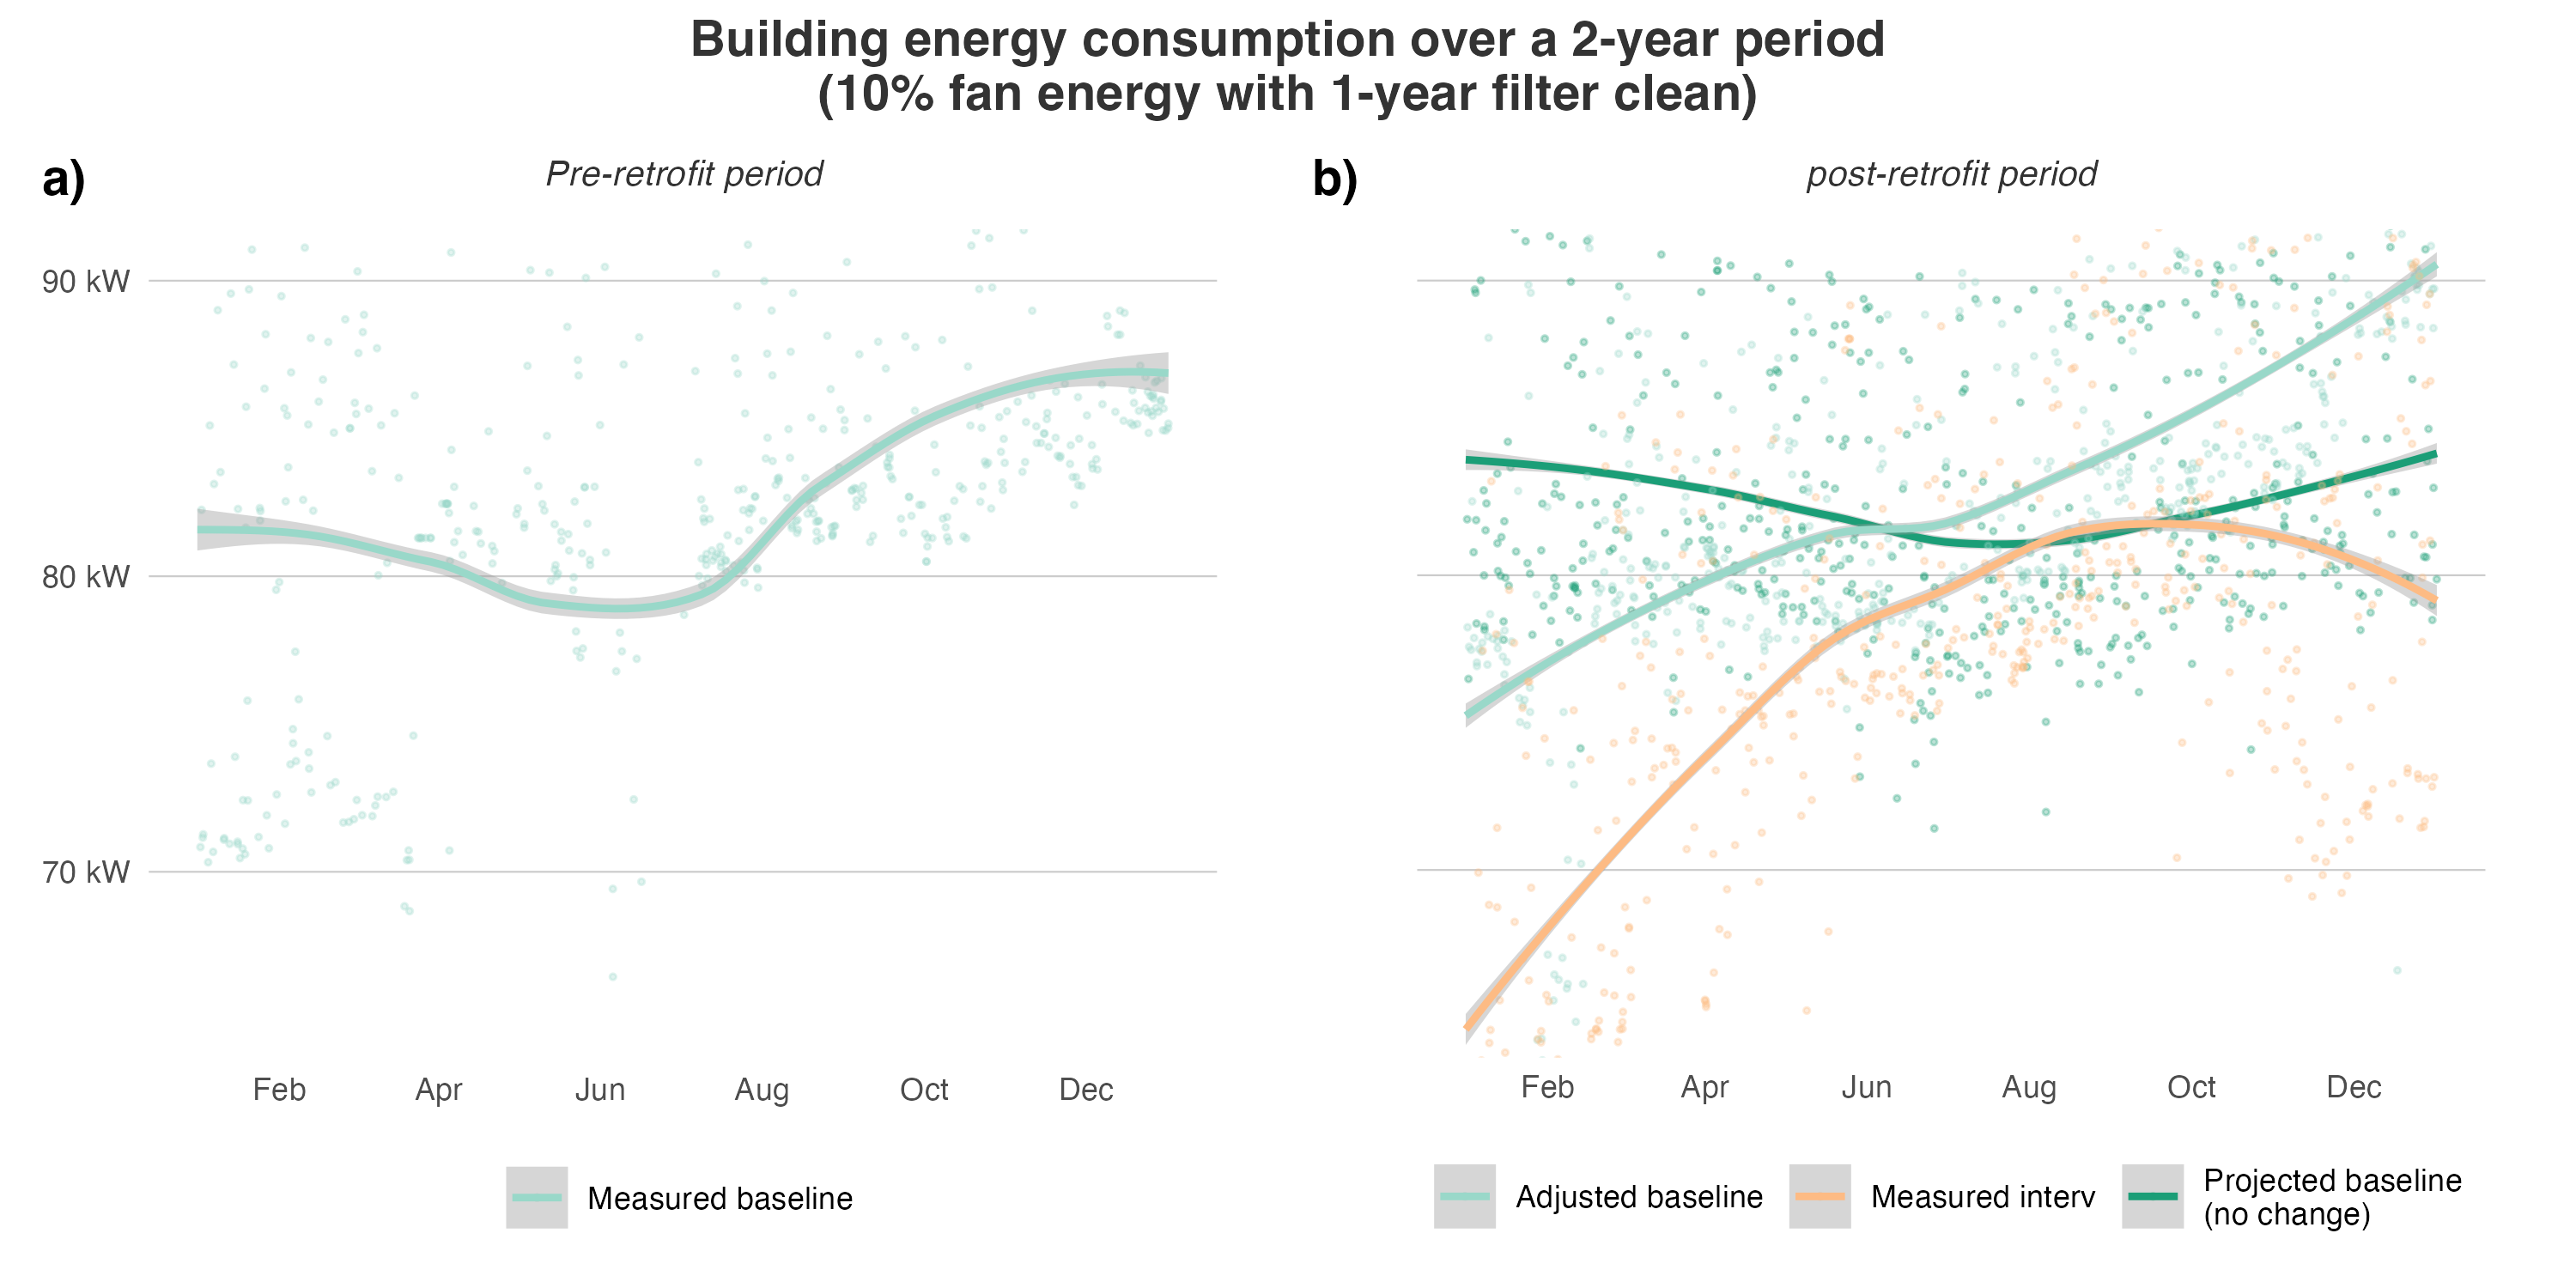 Building energy consumption over a 2-year period
(10% fan energy with 1-year filter clean)
a)
Pre-retrofit period
90 kW
80 kW
70 kW
Feb Apr Jun Aug Oct Dec
Measured baseline
b)
post-retrofit period
Feb Apr Jun Aug Oct Dec
Adjusted baseline
Measured interv
Projected baseline
(no change)